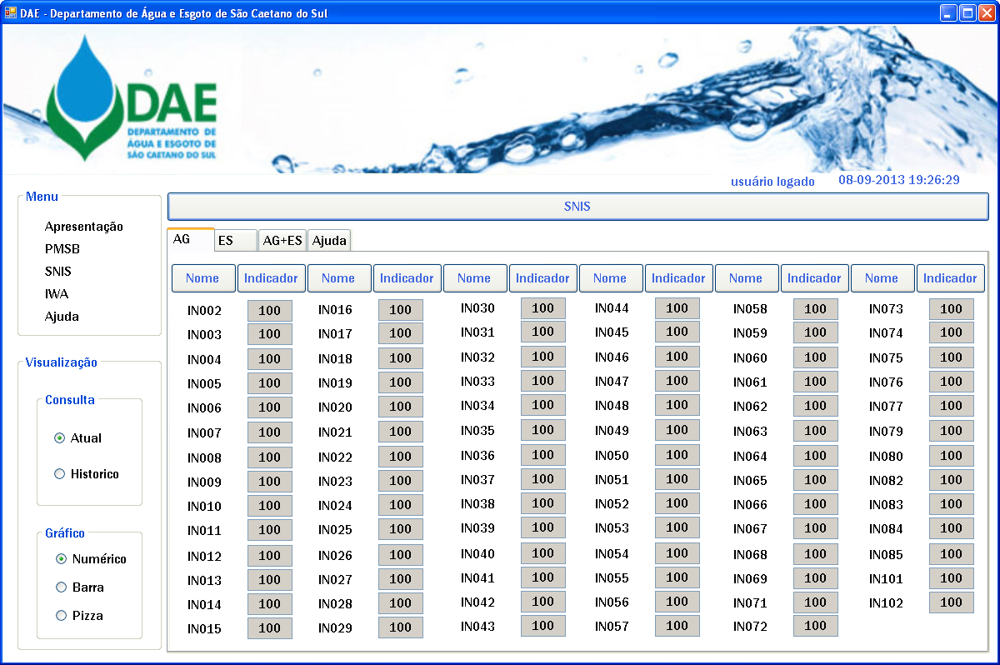 DAE - Departamento de Água e Esgoto de São Caetano do Sul
DAE
DEPARTAMENTO DE
ÁGUA E ESGOTO DE
SÃO CAETANO DO SUL
usuário logado 08-09-2013 19:26:29
Menu
Apresentação
PMSB
SNIS
IWA
Ajuda
Visualização
Consulta
Atual
Historico
Gráfico
Numérico
Barra
Pizza
SNIS
AG ES AG+ES Ajuda
Nome Indicador Nome Indicador Nome Indicador Nome Indicador Nome Indicador Nome Indicador
IN002 100 IN016 100 IN030 100 IN044 100 IN058 100 IN073 100
IN003 100 IN017 100 IN031 100 IN045 100 IN059 100 IN074 100
IN004 100 IN018 100 IN032 100 IN046 100 IN060 100 IN075 100
IN005 100 IN019 100 IN033 100 IN047 100 IN061 100 IN076 100
IN006 100 IN020 100 IN034 100 IN048 100 IN062 100 IN077 100
IN007 100 IN021 100 IN035 100 IN049 100 IN063 100 IN079 100
IN008 100 IN022 100 IN036 100 IN050 100 IN064 100 IN080 100
IN009 100 IN023 100 IN037 100 IN051 100 IN065 100 IN082 100
IN010 100 IN024 100 IN038 100 IN052 100 IN066 100 IN083 100
IN011 100 IN025 100 IN039 100 IN053 100 IN067 100 IN084 100
IN012 100 IN026 100 IN040 100 IN054 100 IN068 100 IN085 100
IN013 100 IN027 100 IN041 100 IN055 100 IN069 100 IN101 100
IN014 100 IN028 100 IN042 100 IN056 100 IN071 100 IN102 100
IN015 100 IN029 100 IN043 100 IN057 100 IN072 100